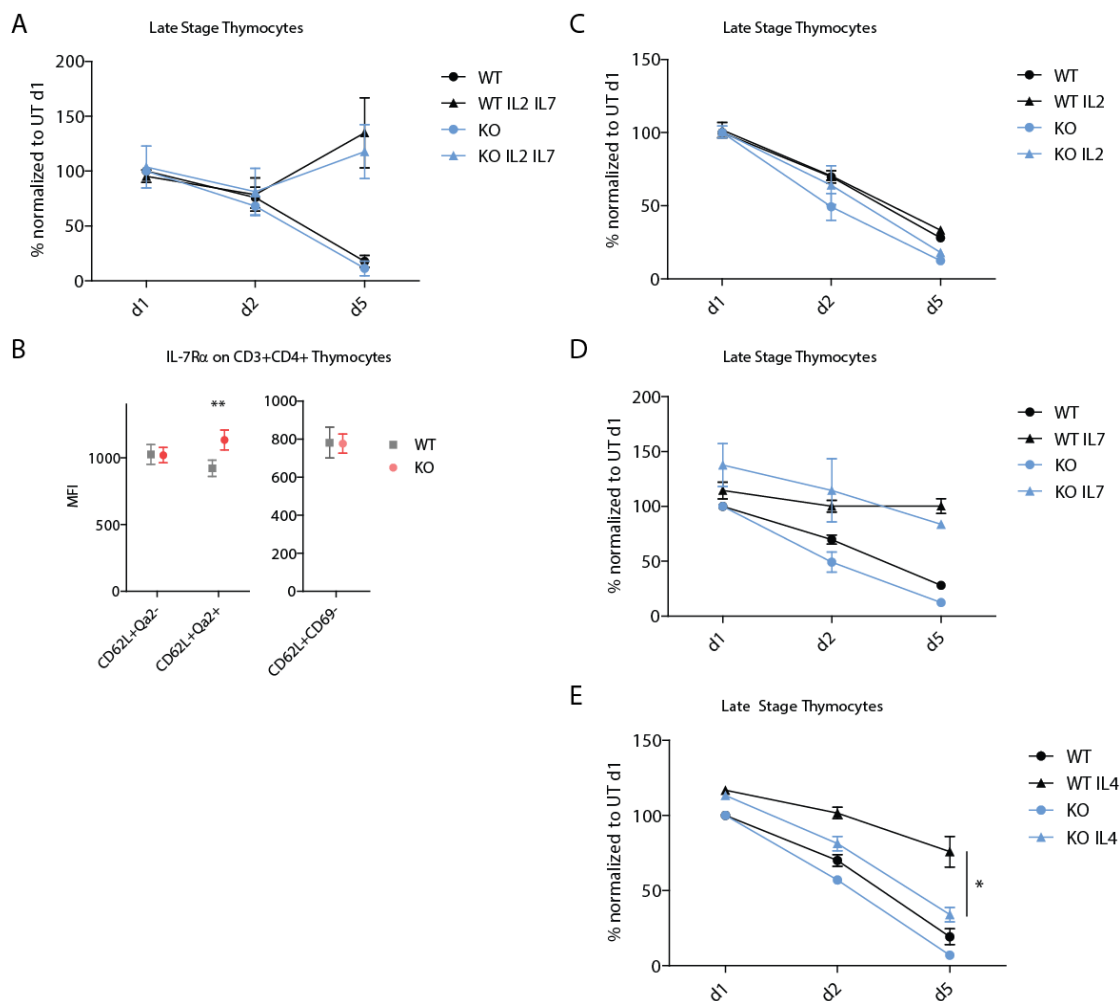 A
Late Stage Thymocytes
% normalized to UT d1
200
150
100
50
0
d1
d2
d5
WT
WT IL2 IL7
KO
KO IL2 IL7
B
IL-7Rα on CD3+CD4+ Thymocytes
MFI
1000
500
0
**
CD62L+Qa2-
CD62L+Qa2+
1000
800
600
400
200
0
CD62L+CD69-
WT
KO
C
Late Stage Thymocytes
% normalized to UT d1
150
100
50
0
d1
d2
d5
WT
WT IL2
KO
KO IL2
D
Late Stage Thymocytes
% normalized to UT d1
200
150
100
50
0
d1
d2
d5
WT
WT IL7
KO
KO IL7
E
Late Stage Thymocytes
% normalized to UT d1
150
100
50
0
d1
d2
d5
*
WT
WT IL4
KO
KO IL4